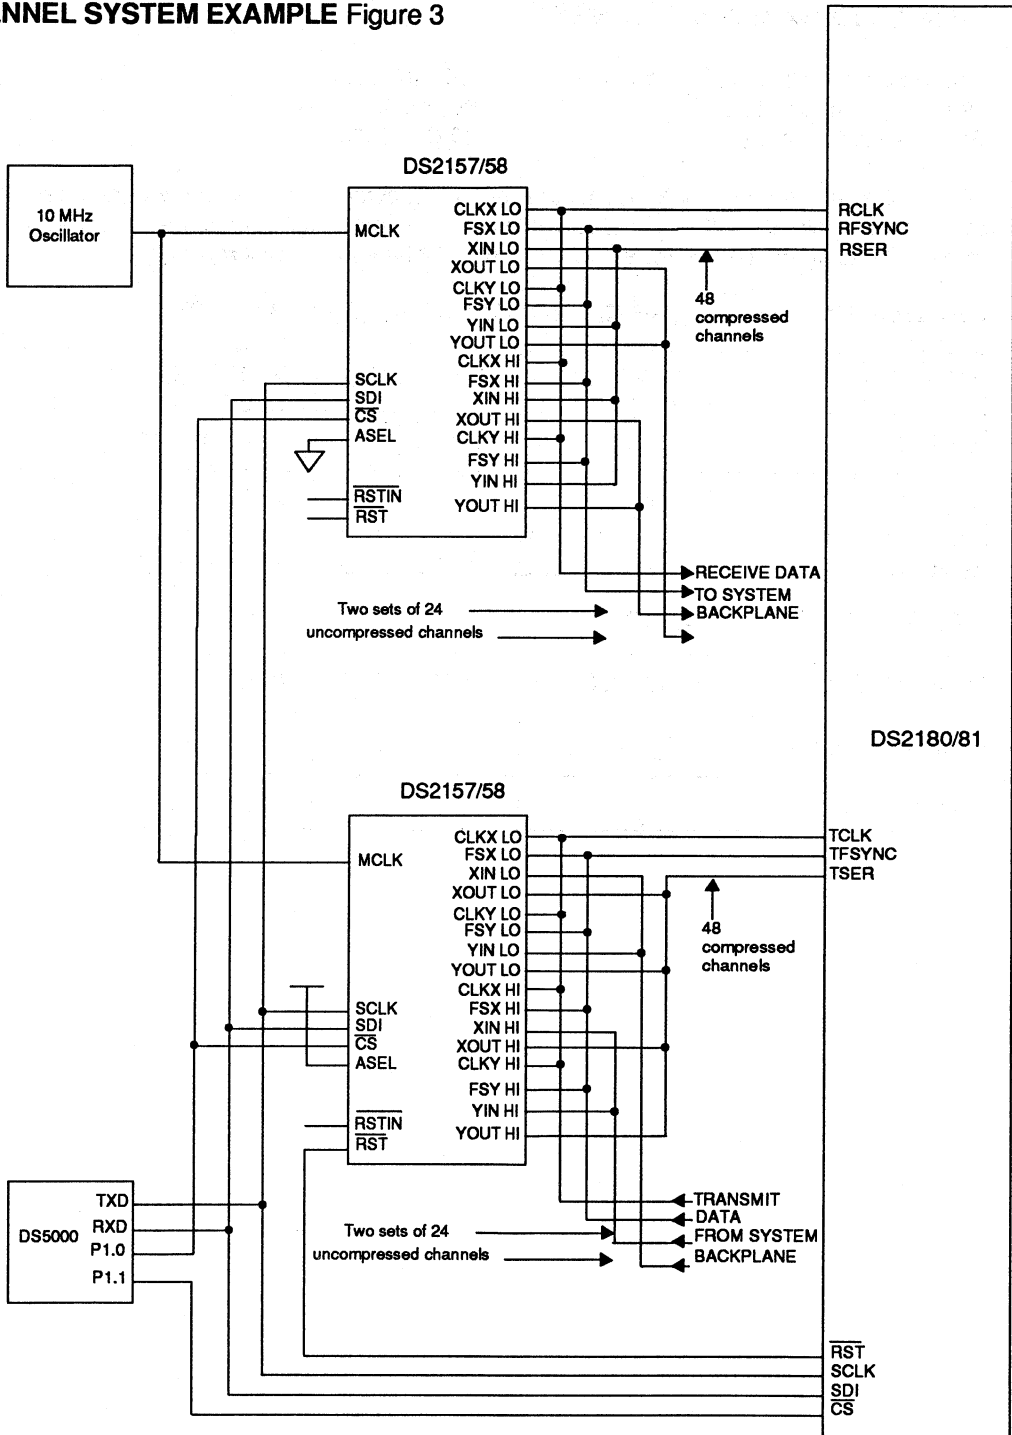 NNEL SYSTEM EXAMPLE Figure 3
DS2157/58
10 MHz
Oscillator
MCLK
SCLK
SDI
CS
ASEL
RSTIN
RST
CLKX LO
FSX LO
XIN LO
XOUT LO
CLKY LO
FSY LO
YIN LO
YOUT LO
CLKX HI
FSX HI
XIN HI
XOUT HI
CLKY HI
FSY HI
YIN HI
YOUT HI
RCLK
RFSYNC
RSER
48
compressed
channels
RECEIVE DATA
TO SYSTEM
BACKPLANE
Two sets of 24
uncompressed channels
DS2180/81
DS2157/58
MCLK
SCLK
SDI
CS
ASEL
RSTIN
RST
CLKX LO
FSX LO
XIN LO
XOUT LO
CLKY LO
FSY LO
YIN LO
YOUT LO
CLKX HI
FSX HI
XIN HI
XOUT HI
CLKY HI
FSY HI
YIN HI
YOUT HI
TCLK
TFSYNC
TSER
48
compressed
channels
DS5000
TXD
RXD
P1.0
P1.1
Two sets of 24
uncompressed channels
TRANSMIT
DATA
FROM SYSTEM
BACKPLANE
RST
SCLK
SDI
CS